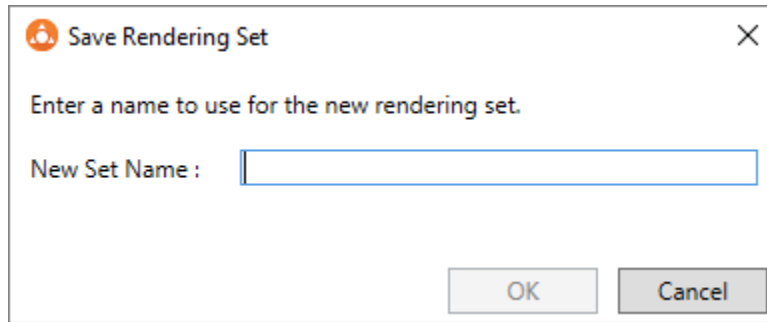 Save Rendering Set
Enter a name to use for the new rendering set.
New Set Name :
OK Cancel